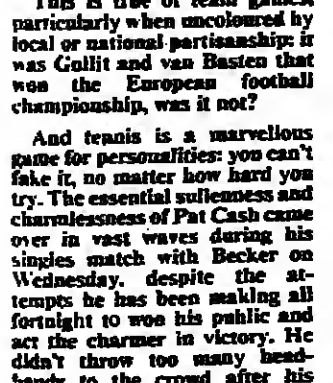 This is true of team games,
particularly when uncoloured by
local or national partisanship: it
was Gullit and van Basten that
won the European football
championship, was it not?
And tennis is a marvellous
game for personalities: you can't
fake it, no matter how hard you
try. The essential sullenness and
charmlessness of Pat Cash came
over in vast waves during his
singles match with Becker on
Wednesday, despite the at-
tempts he has been making all
fortnight to woo his public and
act the charmer in victory. He
didn't throw too many head-
bands to the crowd after his